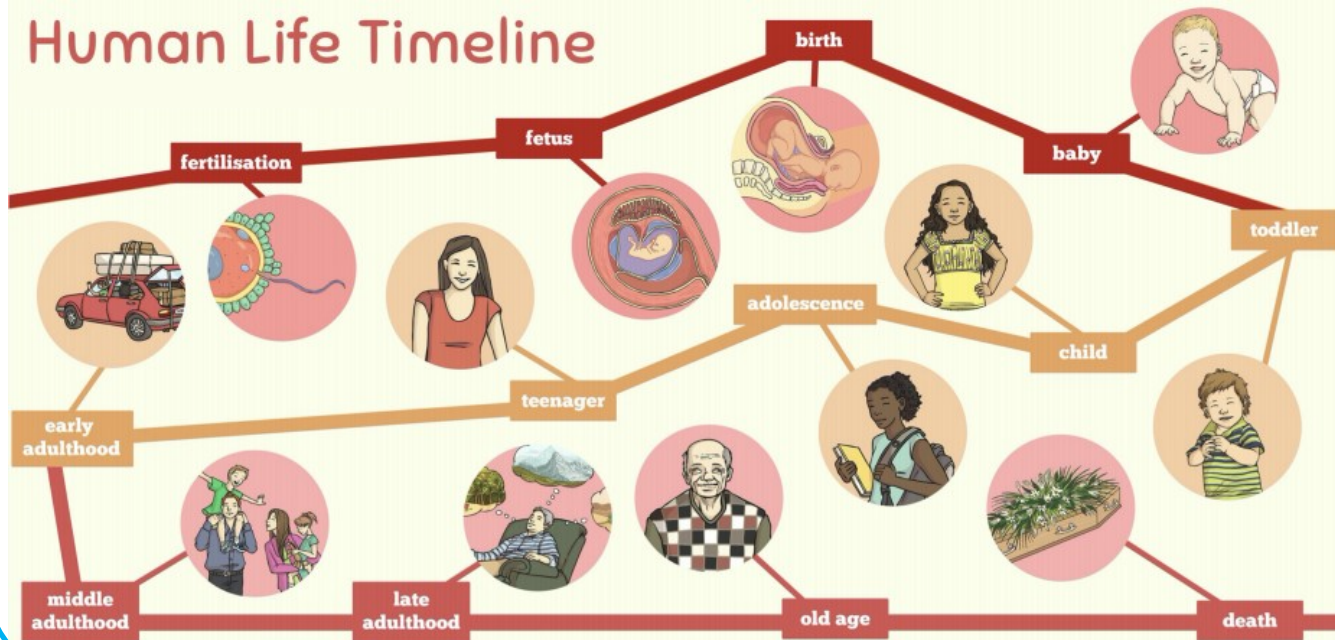 Human Life Timeline
birth
fetus
fertilisation
baby
toddler
child
adolescence
teenager
early
adulthood
middle
adulthood
late
adulthood
old age
death